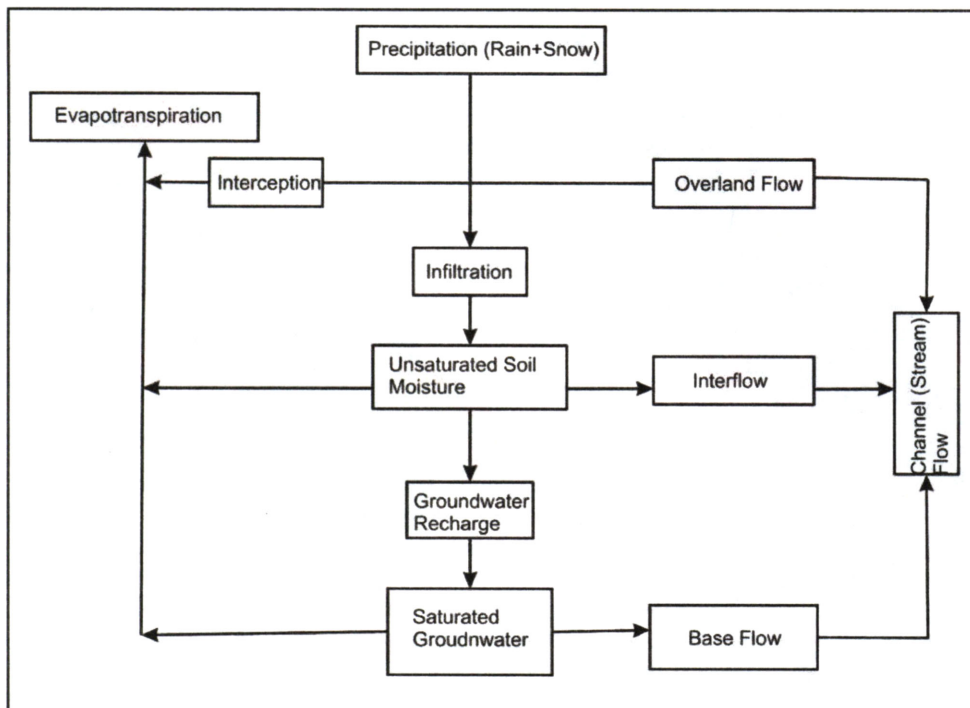 Precipitation (Rain+Snow)
Evapotranspiration
Interception
Overland Flow
Infiltration
Unsaturated Soil
Moisture
Interflow
Channel (Stream)
Flow
Groundwater
Recharge
Saturated
Groudnwater
Base Flow